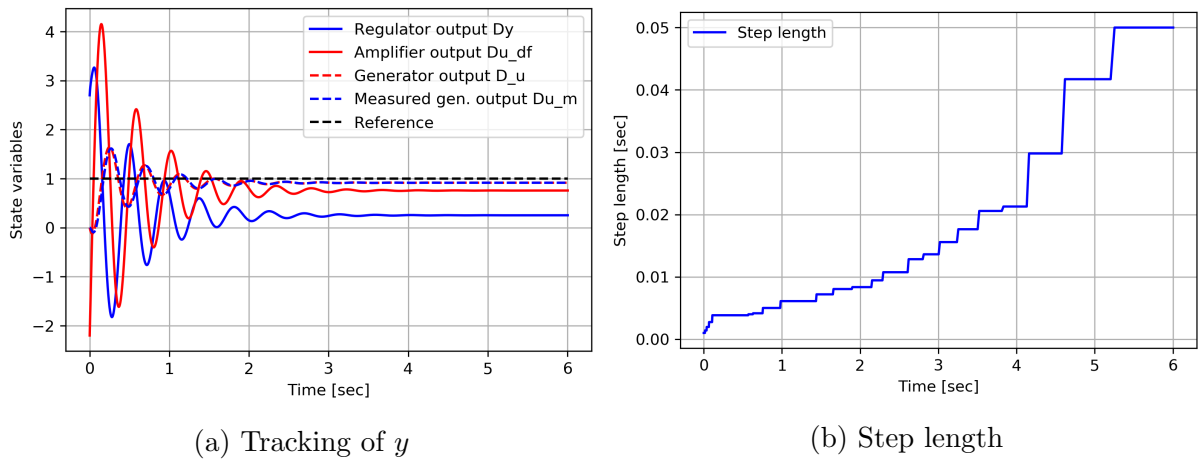 4
3
2
1
0
−1
−2
State variables
Regulator output Dy
Amplifier output Du_df
Generator output D_u
Measured gen. output Du_m
Reference
0 1 2 3 4 5 6
Time [sec]
(a) Tracking of y
0.05
0.04
0.03
0.02
0.01
0.00
Step length [sec]
Step length
0 1 2 3 4 5 6
Time [sec]
(b) Step length